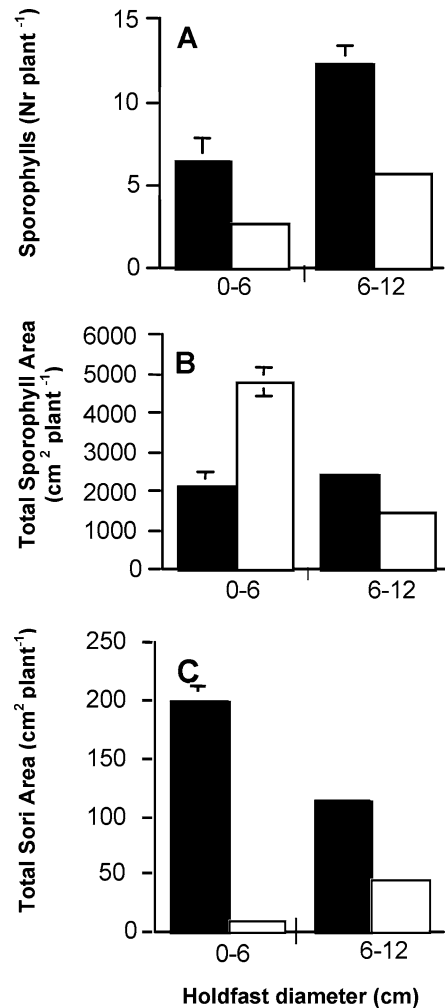 A
Sporophylls (Nr plant⁻¹)
15
10
5
0
0-6
6-12
B
Total Sporophyll Area
(cm² plant⁻¹)
6000
5000
4000
3000
2000
1000
0
0-6
6-12
C
Total Sori Area (cm² plant⁻¹)
250
200
150
100
50
0
0-6
6-12
Holdfast diameter (cm)